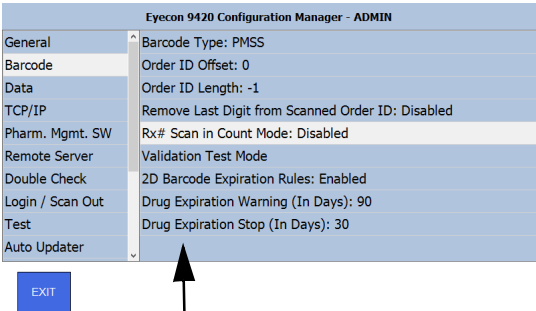 Eyecon 9420 Configuration Manager - ADMIN
General
Barcode
Data
TCP/IP
Pharm. Mgmt. SW
Remote Server
Double Check
Login / Scan Out
Test
Auto Updater
Barcode Type: PMSS
Order ID Offset: 0
Order ID Length: -1
Remove Last Digit from Scanned Order ID: Disabled
Rx# Scan in Count Mode: Disabled
Validation Test Mode
2D Barcode Expiration Rules: Enabled
Drug Expiration Warning (In Days): 90
Drug Expiration Stop (In Days): 30
EXIT